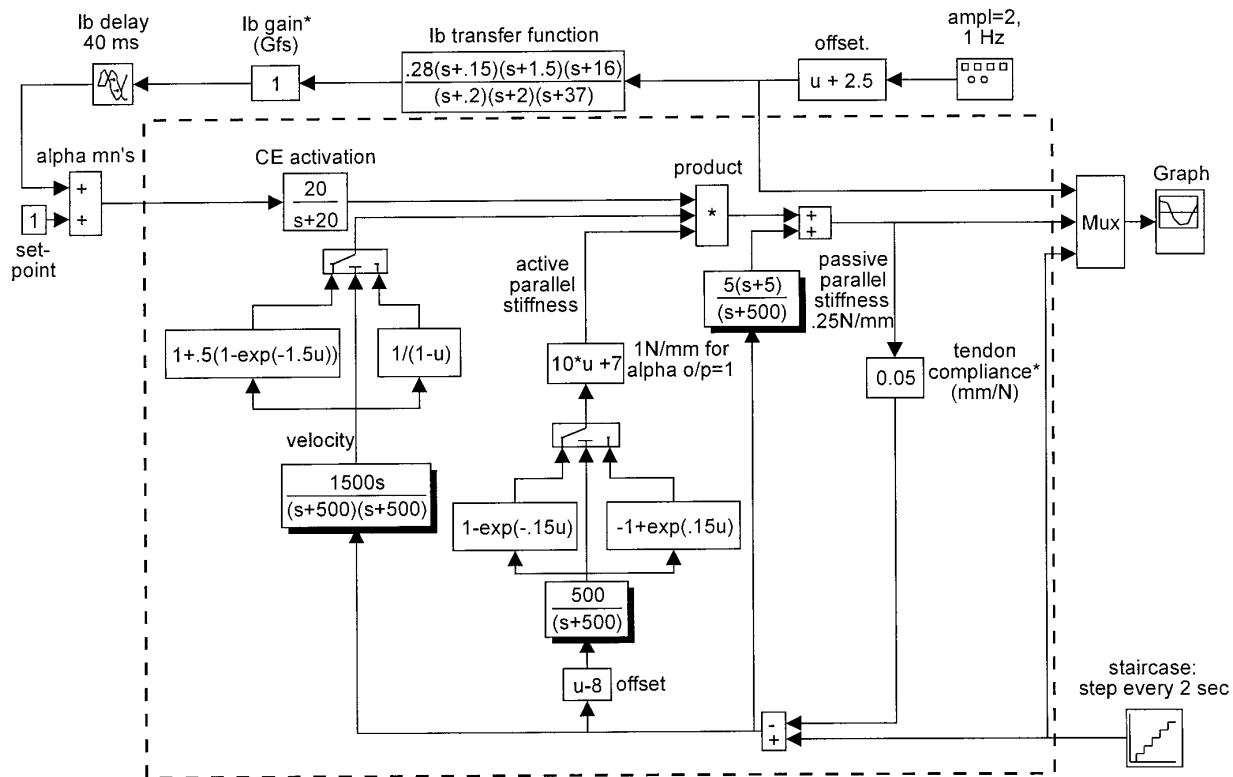 Ib delay
40 ms
Ib gain*
(Gfs)
1
Ib transfer function
.28(s+.15)(s+1.5)(s+16)
(s+.2)(s+2)(s+37)
offset.
u + 2.5
ampl=2,
1 Hz
alpha mn's
+
+
1
set-
point
CE activation
20
s+20
product
*
+
+
Mux
Graph
active
parallel
stiffness
5(s+5)
(s+500)
passive
parallel
stiffness
.25N/mm
1+.5(1-exp(-1.5u))
1/(1-u)
10*u +7
1N/mm for
alpha o/p=1
0.05
tendon
compliance*
(mm/N)
velocity
1500s
(s+500)(s+500)
1-exp(-.15u)
-1+exp(.15u)
500
(s+500)
u-8
offset
-
+
staircase:
step every 2 sec